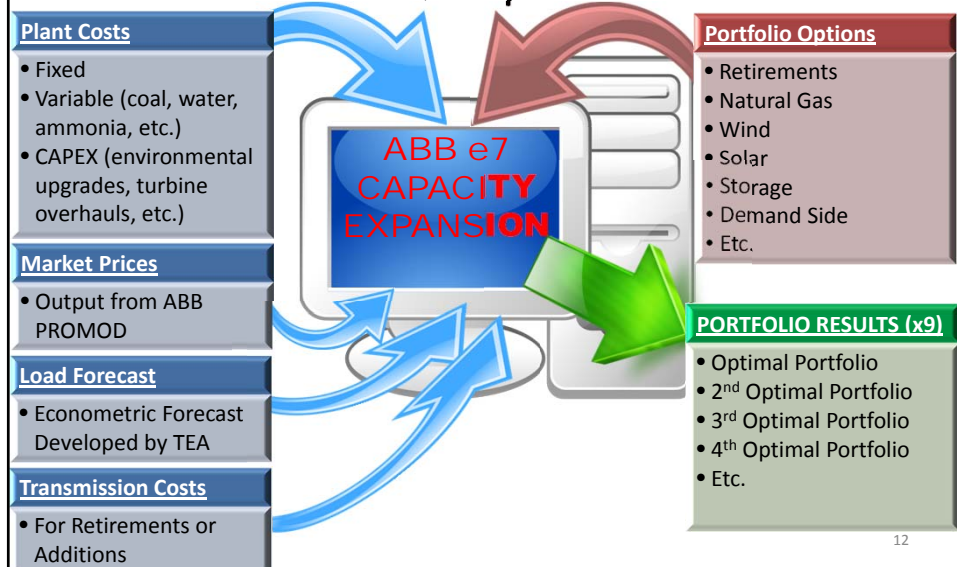 Plant Costs
• Fixed
• Variable (coal, water,
ammonia, etc.)
• CAPEX (environmental
upgrades, turbine
overhauls, etc.)
Market Prices
• Output from ABB
PROMOD
Load Forecast
• Econometric Forecast
Developed by TEA
Transmission Costs
• For Retirements or
Additions
ABB e7
CAPACITY
EXPANSION
Portfolio Options
• Retirements
• Natural Gas
• Wind
• Solar
• Storage
• Demand Side
• Etc.
PORTFOLIO RESULTS (x9)
• Optimal Portfolio
• 2nd Optimal Portfolio
• 3rd Optimal Portfolio
• 4th Optimal Portfolio
• Etc.
12